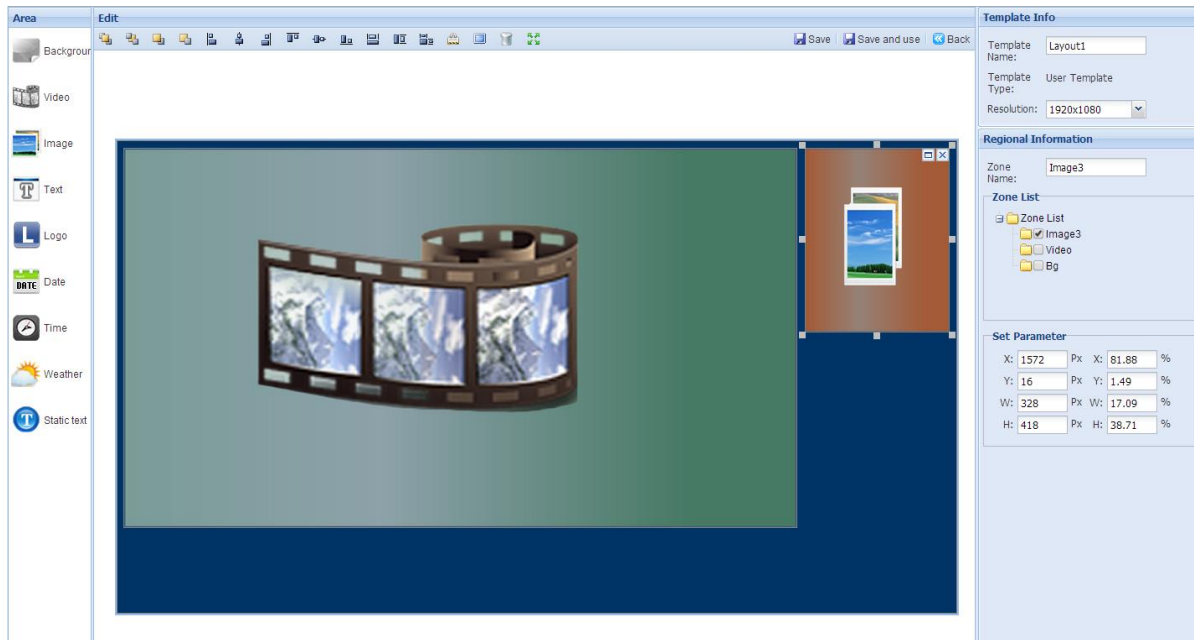 Area
Edit
Template Info
Save
Save and use
Back
Backgrour
Video
Image
Text
Logo
DATE
Date
Time
Weather
Static text
Template Name:
Layout1
Template Type:
User Template
Resolution:
1920x1080
Regional Information
Zone Name:
Image3
Zone List
Zone List
Image3
Video
Bg
Set Parameter
X: 1572 Px X: 81.88 %
Y: 16 Px Y: 1.49 %
W: 328 Px W: 17.09 %
H: 418 Px H: 38.71 %